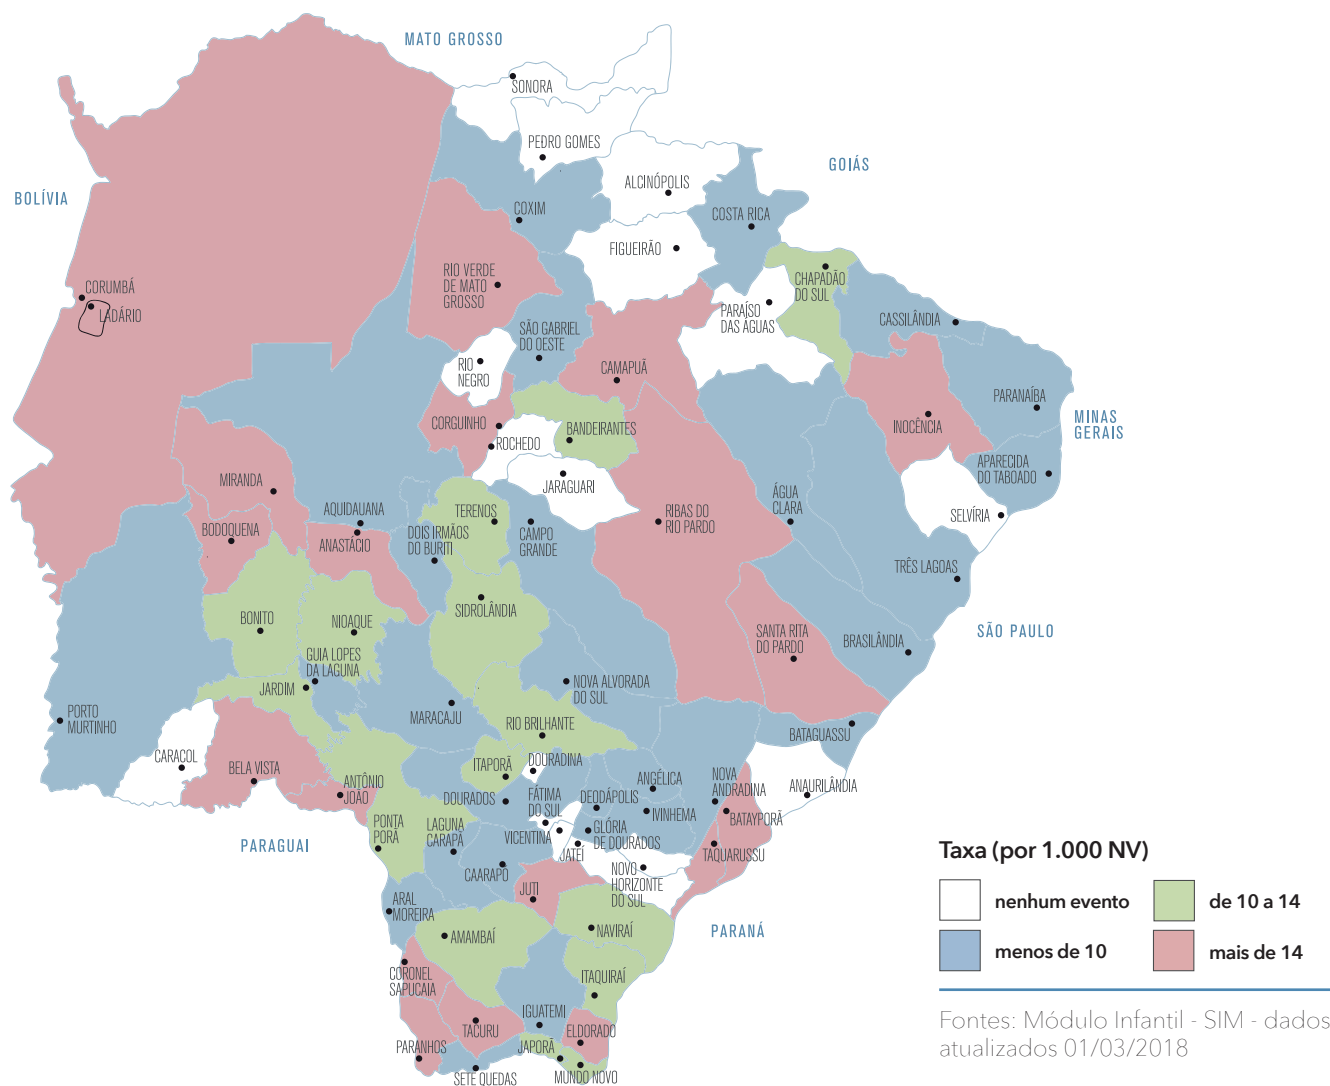 MATO GROSSO
SONORA
PEDRO GOMES
GOIÁS
ALCINÓPOLIS
BOLÍVIA
COXIM
COSTA RICA
FIGUEIRÃO
RIO VERDE
DE MATO
GROSSO
CHAPADÃO
DO SUL
CORUMBÁ
LADÁRIO
PARAÍSO
DAS ÁGUAS
CASSILÂNDIA
SÃO GABRIEL
DO OESTE
RIO
NEGRO
CAMAPUÃ
PARANAÍBA
MINAS
GERAIS
CORGUINHO
ROCHEDO
BANDEIRANTES
INOCÊNCIA
APARECIDA
DO TABOADO
MIRANDA
JARAGUARI
AQUIDAUANA
TERENOS
CAMPO
GRANDE
RIBAS DO
RIO PARDO
ÁGUA
CLARA
SELVÍRIA
BODOQUENA
ANASTÁCIO
DOIS IRMÃOS
DO BURITI
TRÊS LAGOAS
BONITO
NIOAQUE
SIDROLÂNDIA
SÃO PAULO
SANTA RITA
DO PARDO
BRASILÂNDIA
GUIA LOPES
DA LAGUNA
JARDIM
NOVA ALVORADA
DO SUL
PORTO
MURTINHO
MARACAJU
RIO BRILHANTE
BATAGUASSU
CARACOL
BELA VISTA
ITAPORÃ
DOURADINA
ANTÔNIO
JOÃO
ANGÉLICA
NOVA
ANDRADINA
ANAURILÂNDIA
DOURADOS
FÁTIMA
DO SUL
DEODÁPOLIS
IVINHEMA
BATAYPORÃ
PONTA
PORÃ
LAGUNA
CARAPÃ
VICENTINA
GLÓRIA
DE DOURADOS
PARAGUAI
JATEÍ
TAQUARUSSU
CAARAPÓ
NOVO
HORIZONTE
DO SUL
JUTI
ARAL
MOREIRA
AMAMBAÍ
NAVIRAÍ
PARANÁ
CORONEL
SAPUCAIA
ITAQUIRAÍ
IGUATEMI
TACURU
ELDORADO
PARANHOS
JAPORÃ
SETE QUEDAS
MUNDO NOVO
Taxa (por 1.000 NV)
nenhum evento
de 10 a 14
menos de 10
mais de 14
Fontes: Módulo Infantil - SIM - dados
atualizados 01/03/2018